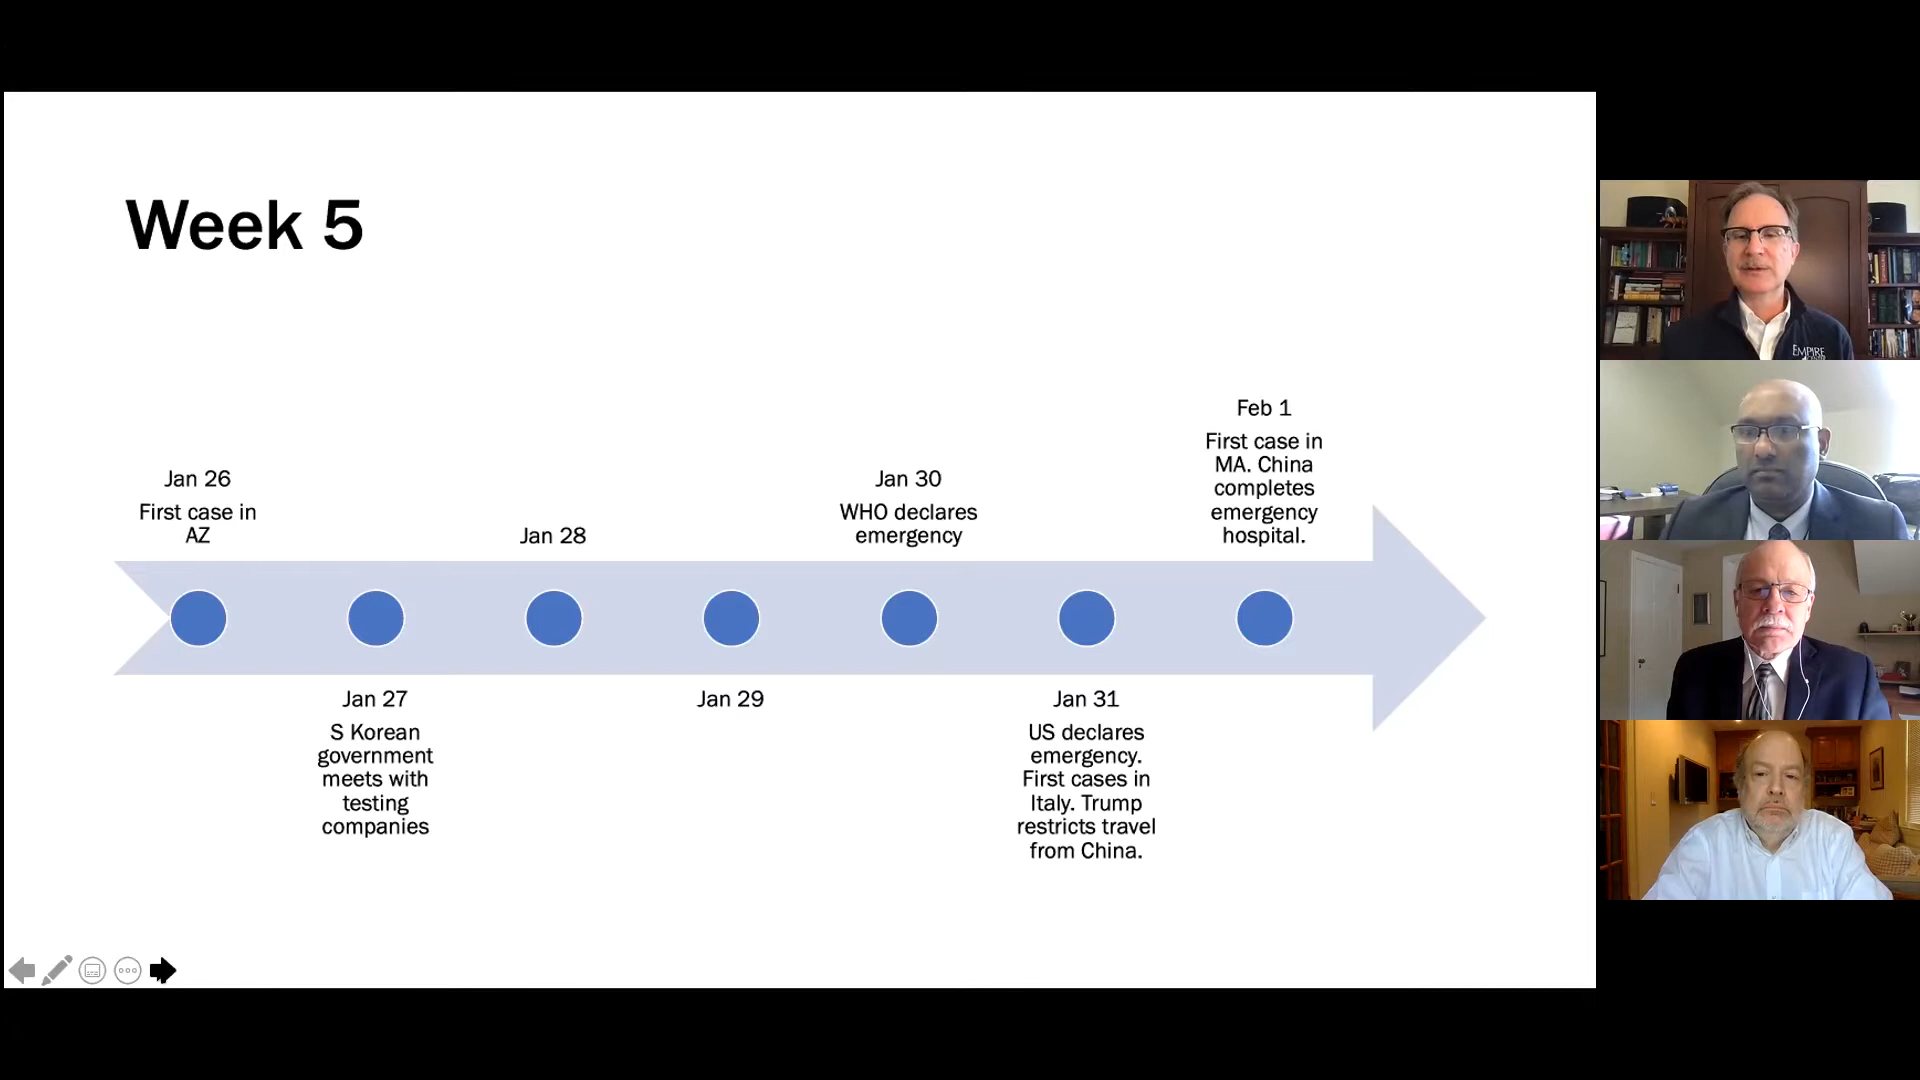 Week 5
Jan 26
First case in
AZ
Jan 27
S Korean
government
meets with
testing
companies
Jan 28
Jan 29
Jan 30
WHO declares
emergency
Jan 31
US declares
emergency.
First cases in
Italy. Trump
restricts travel
from China.
Feb 1
First case in
MA. China
completes
emergency
hospital.
EMPIRE